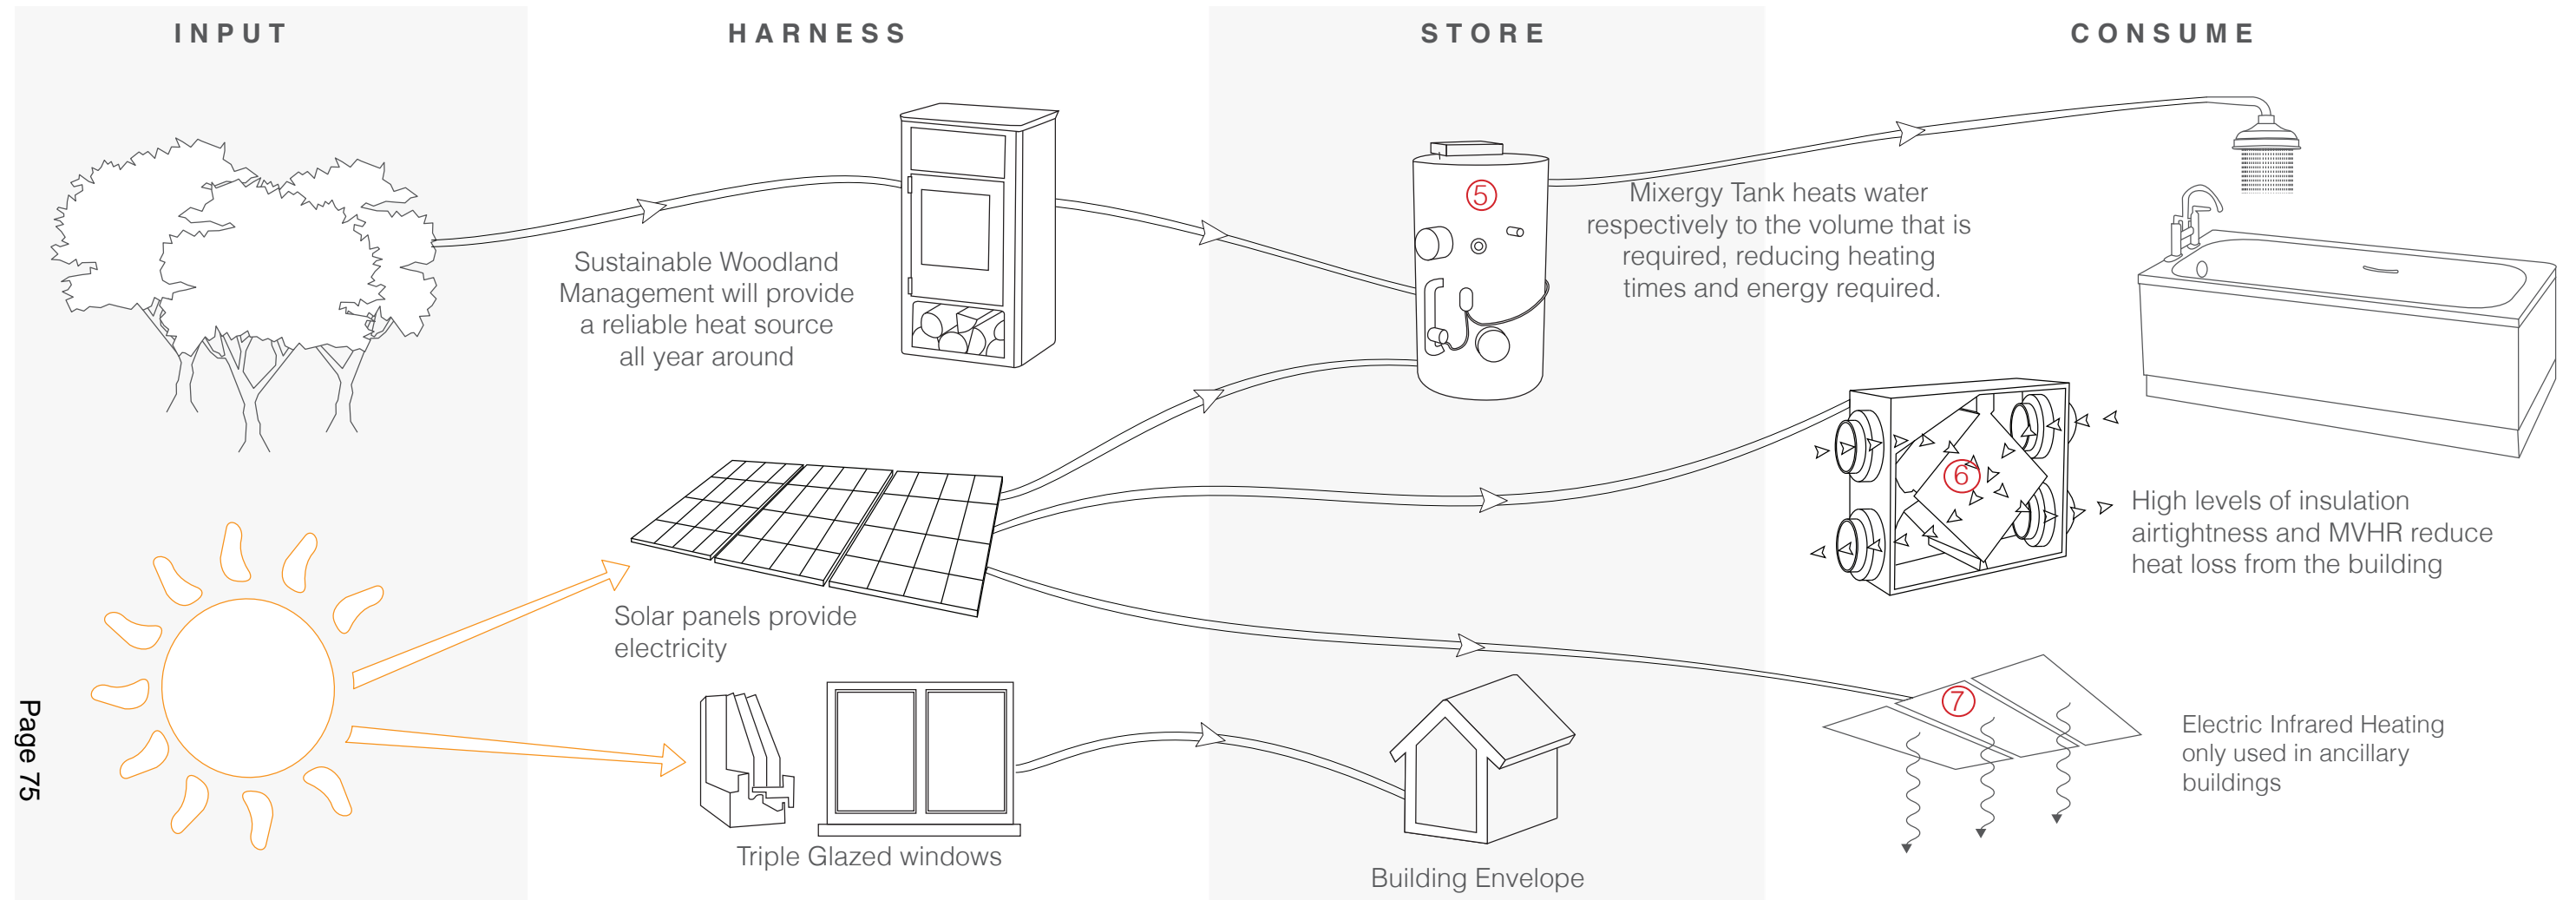 INPUT
HARNESS
STORE
CONSUME
Sustainable Woodland
Management will provide
a reliable heat source
all year around
5
Mixergy Tank heats water
respectively to the volume that is
required, reducing heating
times and energy required.
6
High levels of insulation
airtightness and MVHR reduce
heat loss from the building
Solar panels provide
electricity
7
Electric Infrared Heating
only used in ancillary
buildings
Triple Glazed windows
Building Envelope
Page 75